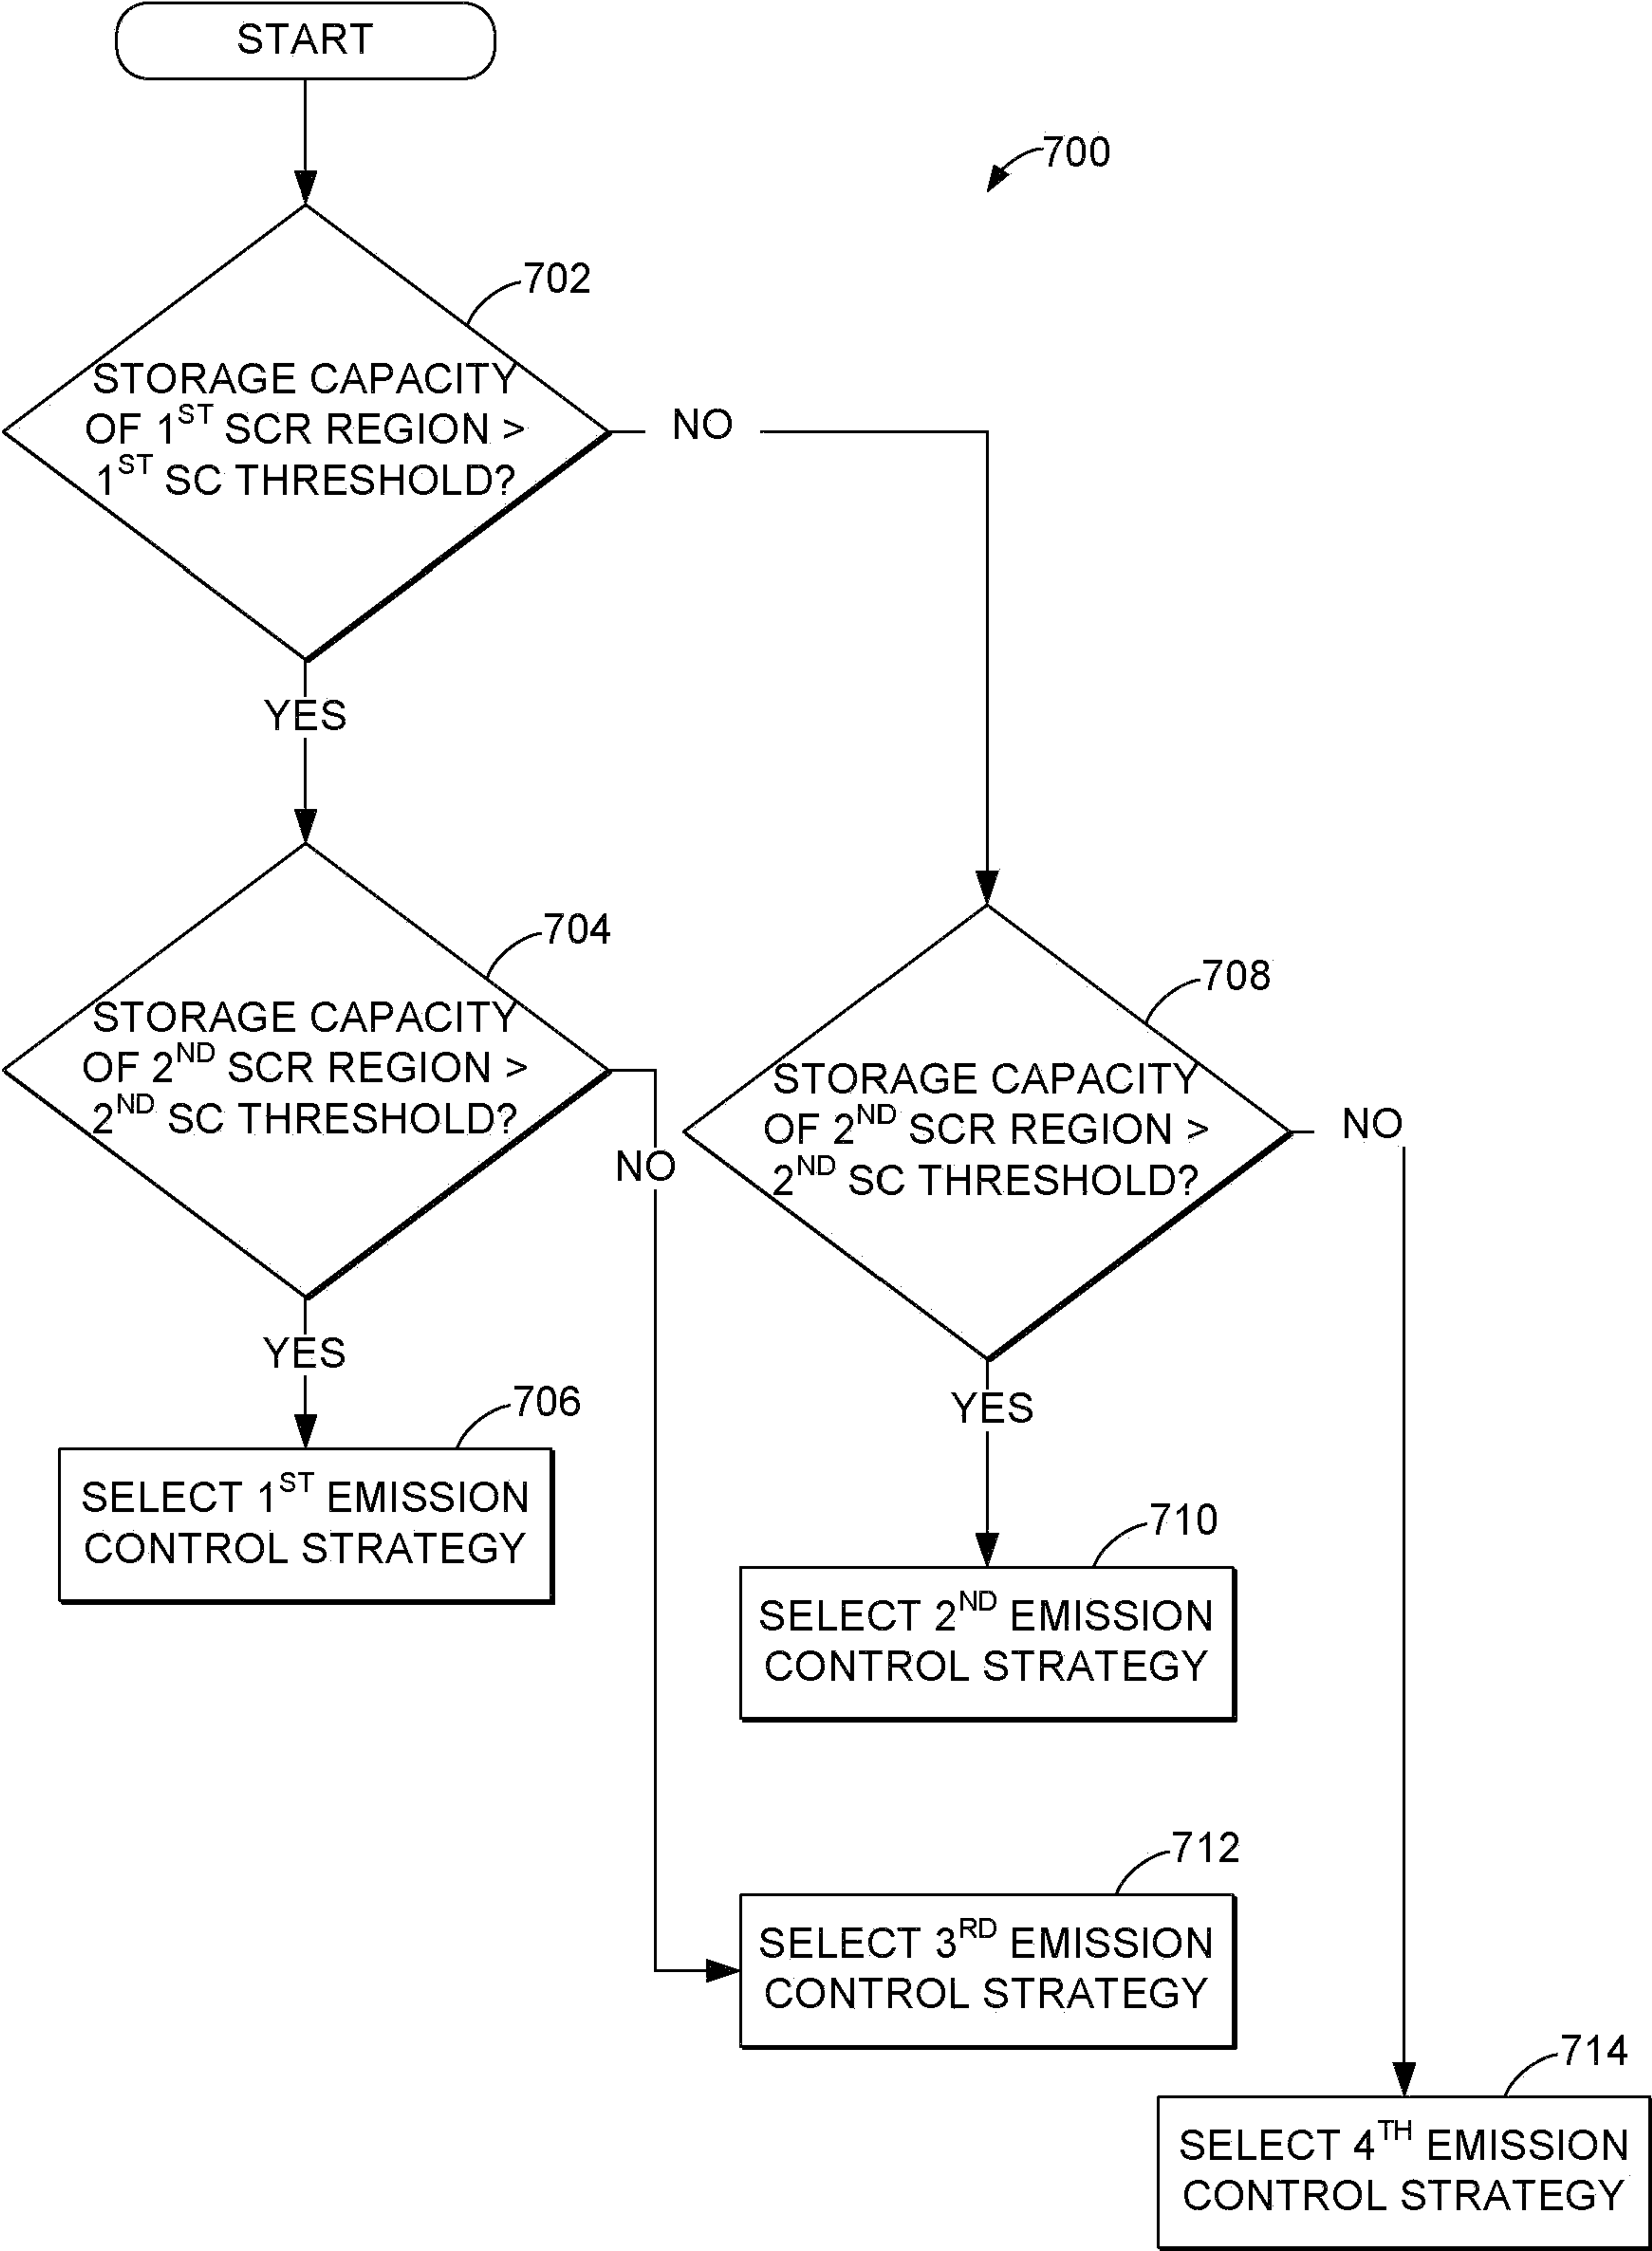 START
700
702
STORAGE CAPACITY
OF 1ST SCR REGION >
1ST SC THRESHOLD?
NO
YES
704
STORAGE CAPACITY
OF 2ND SCR REGION >
2ND SC THRESHOLD?
NO
YES
706
SELECT 1ST EMISSION
CONTROL STRATEGY
708
STORAGE CAPACITY
OF 2ND SCR REGION >
2ND SC THRESHOLD?
NO
YES
710
SELECT 2ND EMISSION
CONTROL STRATEGY
712
SELECT 3RD EMISSION
CONTROL STRATEGY
714
SELECT 4TH EMISSION
CONTROL STRATEGY